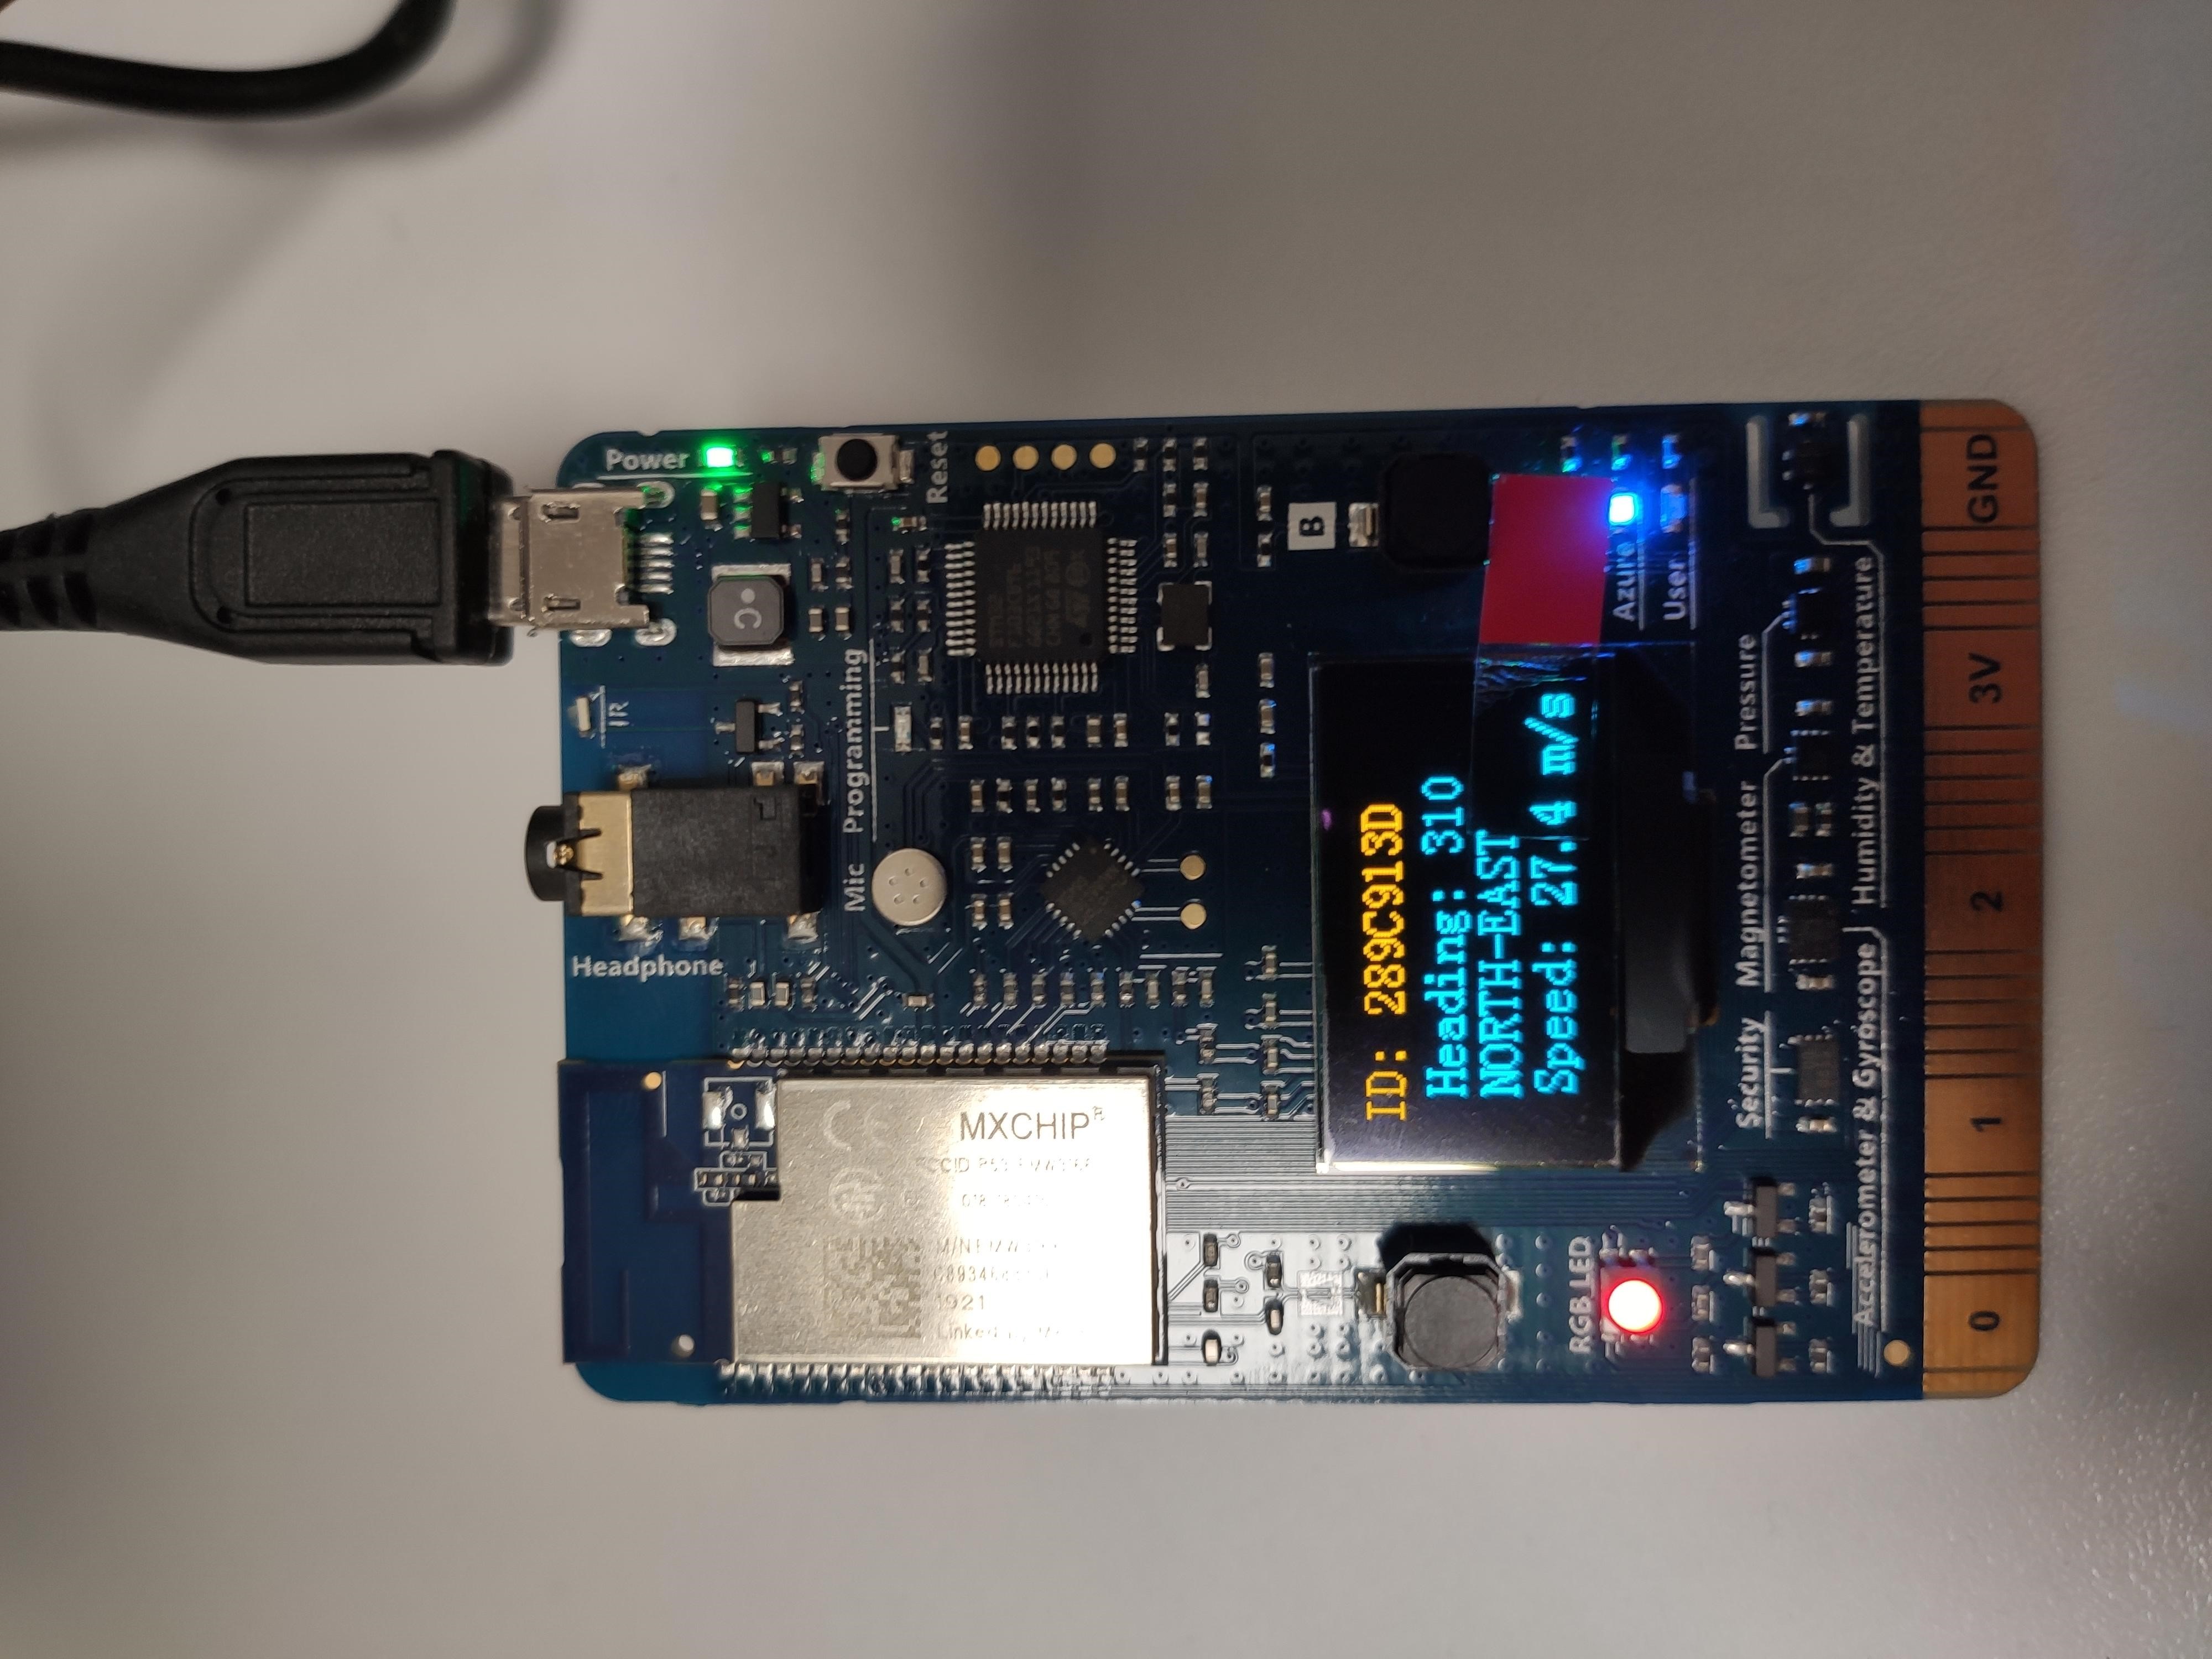 ID: 289C913D
Heading: 310
NORTH-EAST
Speed: 27.4 m/s
Power
Reset
IR
Headphone
Mic
Programming
C
B
Azure
User
MXCHIP®
RGB LED
Security
Magnetometer
Pressure
Accelerometer & Gyroscope
Humidity & Temperature
0
1
2
3V
GND